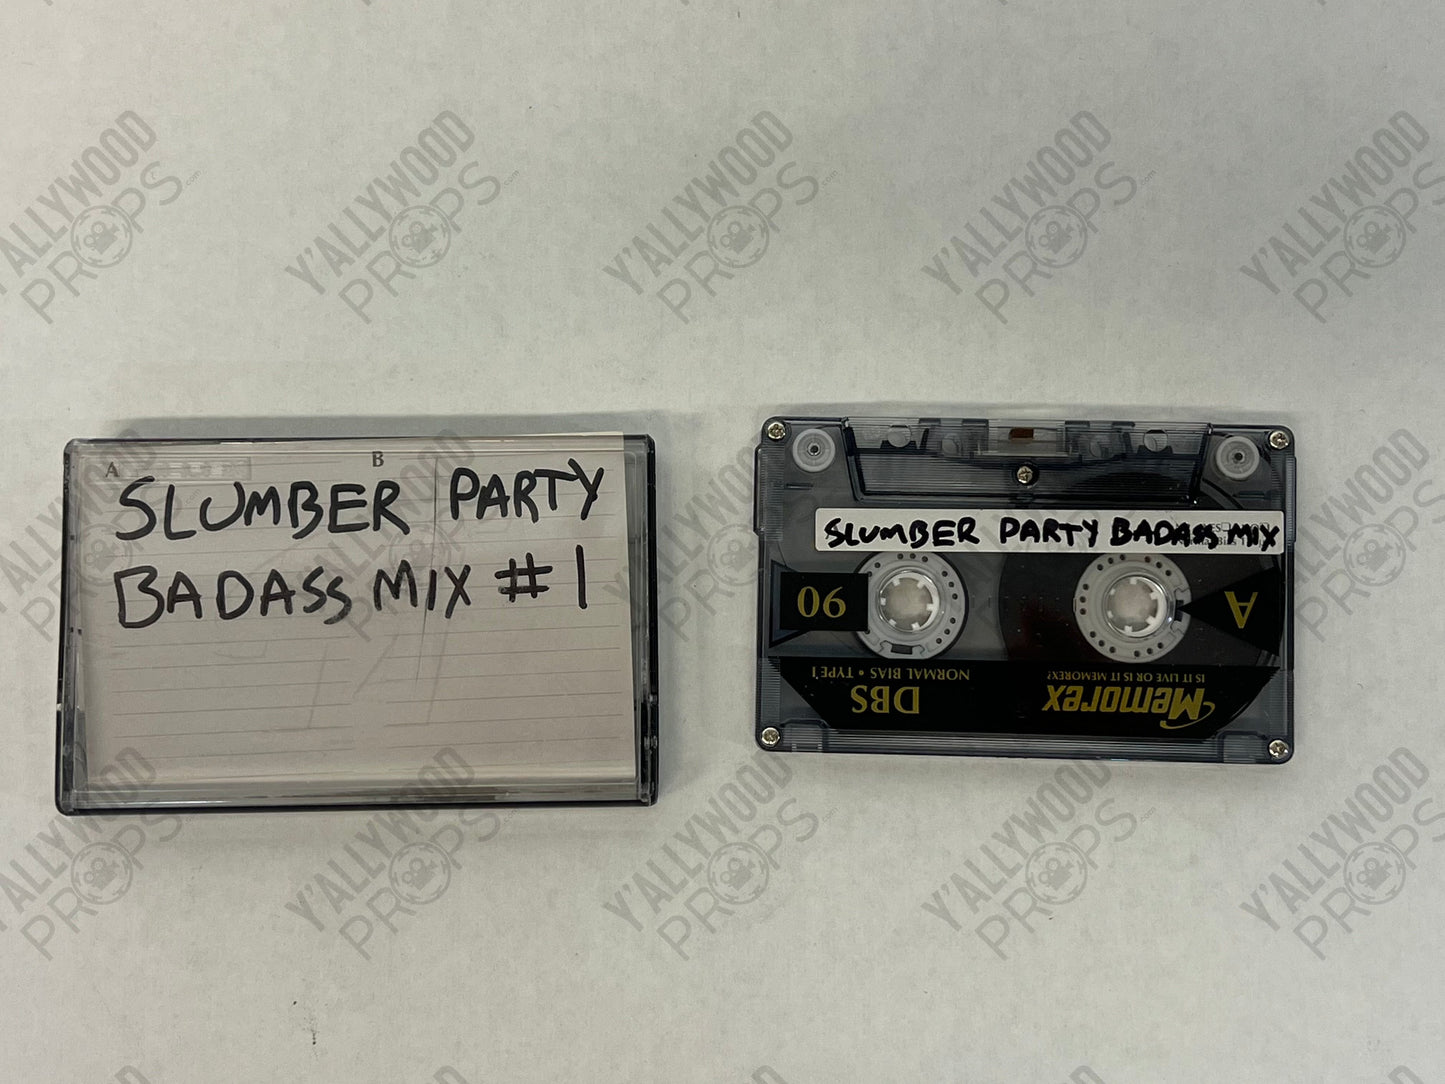 A B
SLUMBER PARTY
BADASS MIX #1
SLUMBER PARTY BADASS MIX
90
A
DBS
NORMAL BIAS • TYPE I
Memorex
IS IT LIVE OR IS IT MEMOREX?
Y'ALLYWOOD
PROPS
.com